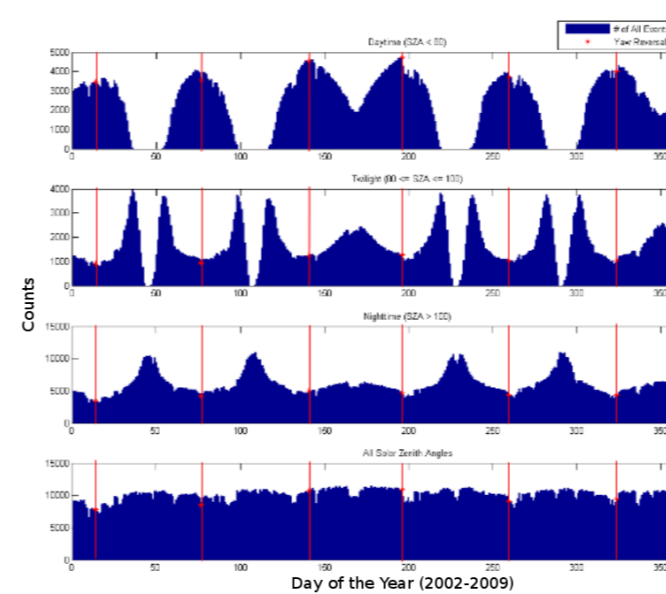 # of All Events
Yaw Reversal
Daytime (SZA < 80)
5000
4000
3000
2000
1000
0
0 50 100 150 200 250 300 350
Twilight (80 <= SZA <= 100)
4000
3000
2000
1000
0
0 50 100 150 200 250 300 350
Counts
Nighttime (SZA > 100)
15000
10000
5000
0
0 50 100 150 200 250 300 350
All Solar Zenith Angles
15000
10000
5000
0
0 50 100 150 200 250 300 350
Day of the Year (2002-2009)